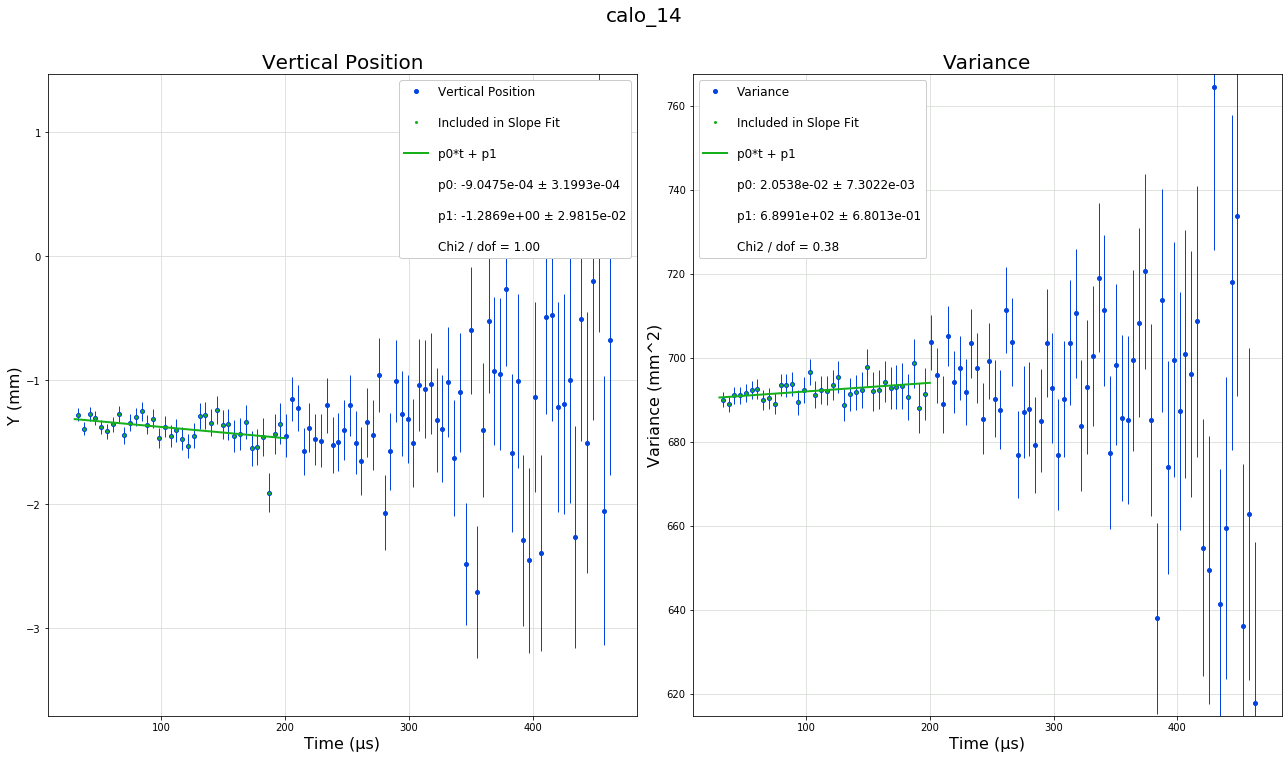 calo_14
Vertical Position
Y (mm)
1
0
−1
−2
−3
Vertical Position
Included in Slope Fit
p0*t + p1
p0: -9.0475e-04 ± 3.1993e-04
p1: -1.2869e+00 ± 2.9815e-02
Chi2 / dof = 1.00
100
200
300
400
Time (μs)
Variance
Variance (mm^2)
760
740
720
700
680
660
640
620
Variance
Included in Slope Fit
p0*t + p1
p0: 2.0538e-02 ± 7.3022e-03
p1: 6.8991e+02 ± 6.8013e-01
Chi2 / dof = 0.38
100
200
300
400
Time (μs)